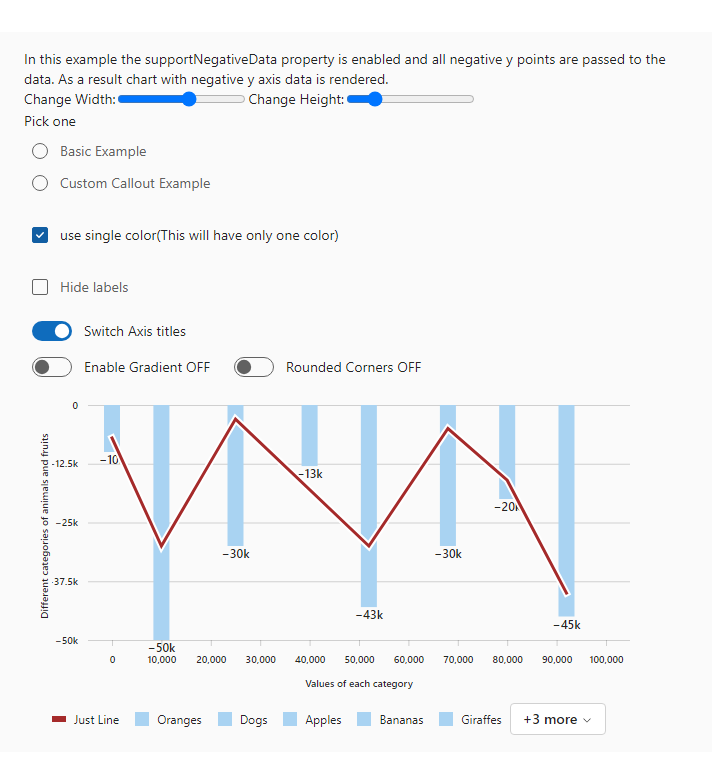 In this example the supportNegativeData property is enabled and all negative y points are passed to the
data. As a result chart with negative y axis data is rendered.
Change Width: Change Height:
Pick one
Basic Example
Custom Callout Example
use single color(This will have only one color)
Hide labels
Switch Axis titles
Enable Gradient OFF Rounded Corners OFF
Different categories of animals and fruits
0
−12.5k
−25k
−37.5k
−50k
−10
−50k
−30k
−13k
−43k
−30k
−20k
−45k
0 10,000 20,000 30,000 40,000 50,000 60,000 70,000 80,000 90,000 100,000
Values of each category
Just Line Oranges Dogs Apples Bananas Giraffes +3 more